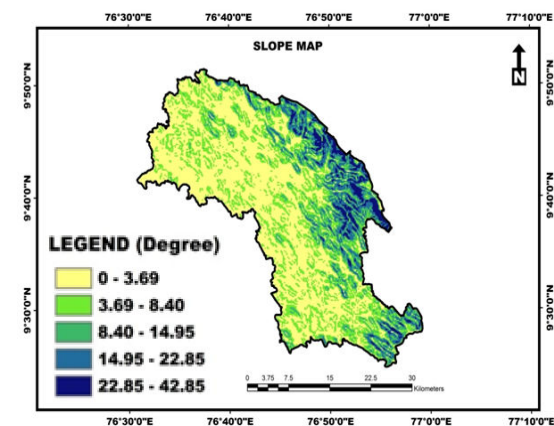 76°30'0"E 76°40'0"E 76°50'0"E 77°0'0"E 77°10'0"E
SLOPE MAP
N
9°50'0"N 9°50'0"N
9°40'0"N 9°40'0"N
LEGEND (Degree)
0 - 3.69
3.69 - 8.40
9°30'0"N 9°30'0"N
8.40 - 14.95
14.95 - 22.85
22.85 - 42.85
0 3.75 7.5 15 22.5 30
Kilometers
76°30'0"E 76°40'0"E 76°50'0"E 77°0'0"E 77°10'0"E